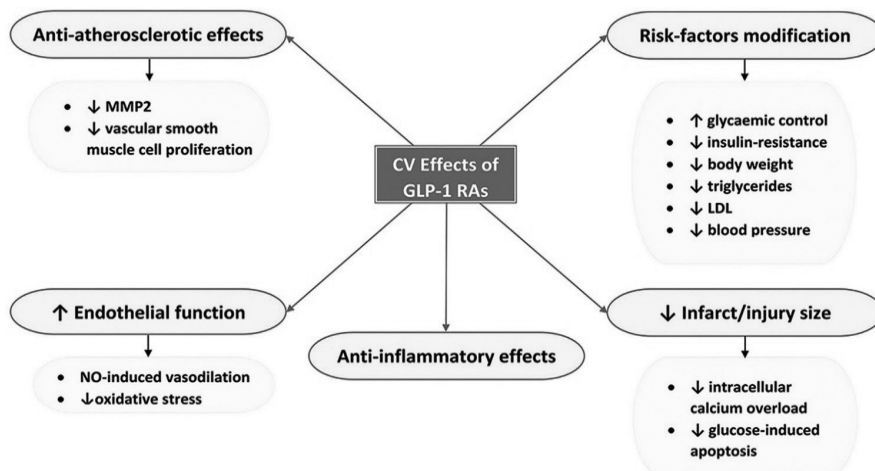 Anti-atherosclerotic effects
• ↓ MMP2
• ↓ vascular smooth
muscle cell proliferation
Risk-factors modification
• ↑ glycaemic control
• ↓ insulin-resistance
• ↓ body weight
• ↓ triglycerides
• ↓ LDL
• ↓ blood pressure
CV Effects of
GLP-1 RAs
↑ Endothelial function
• NO-induced vasodilation
• ↓oxidative stress
Anti-inflammatory effects
↓ Infarct/injury size
• ↓ intracellular
calcium overload
• ↓ glucose-induced
apoptosis